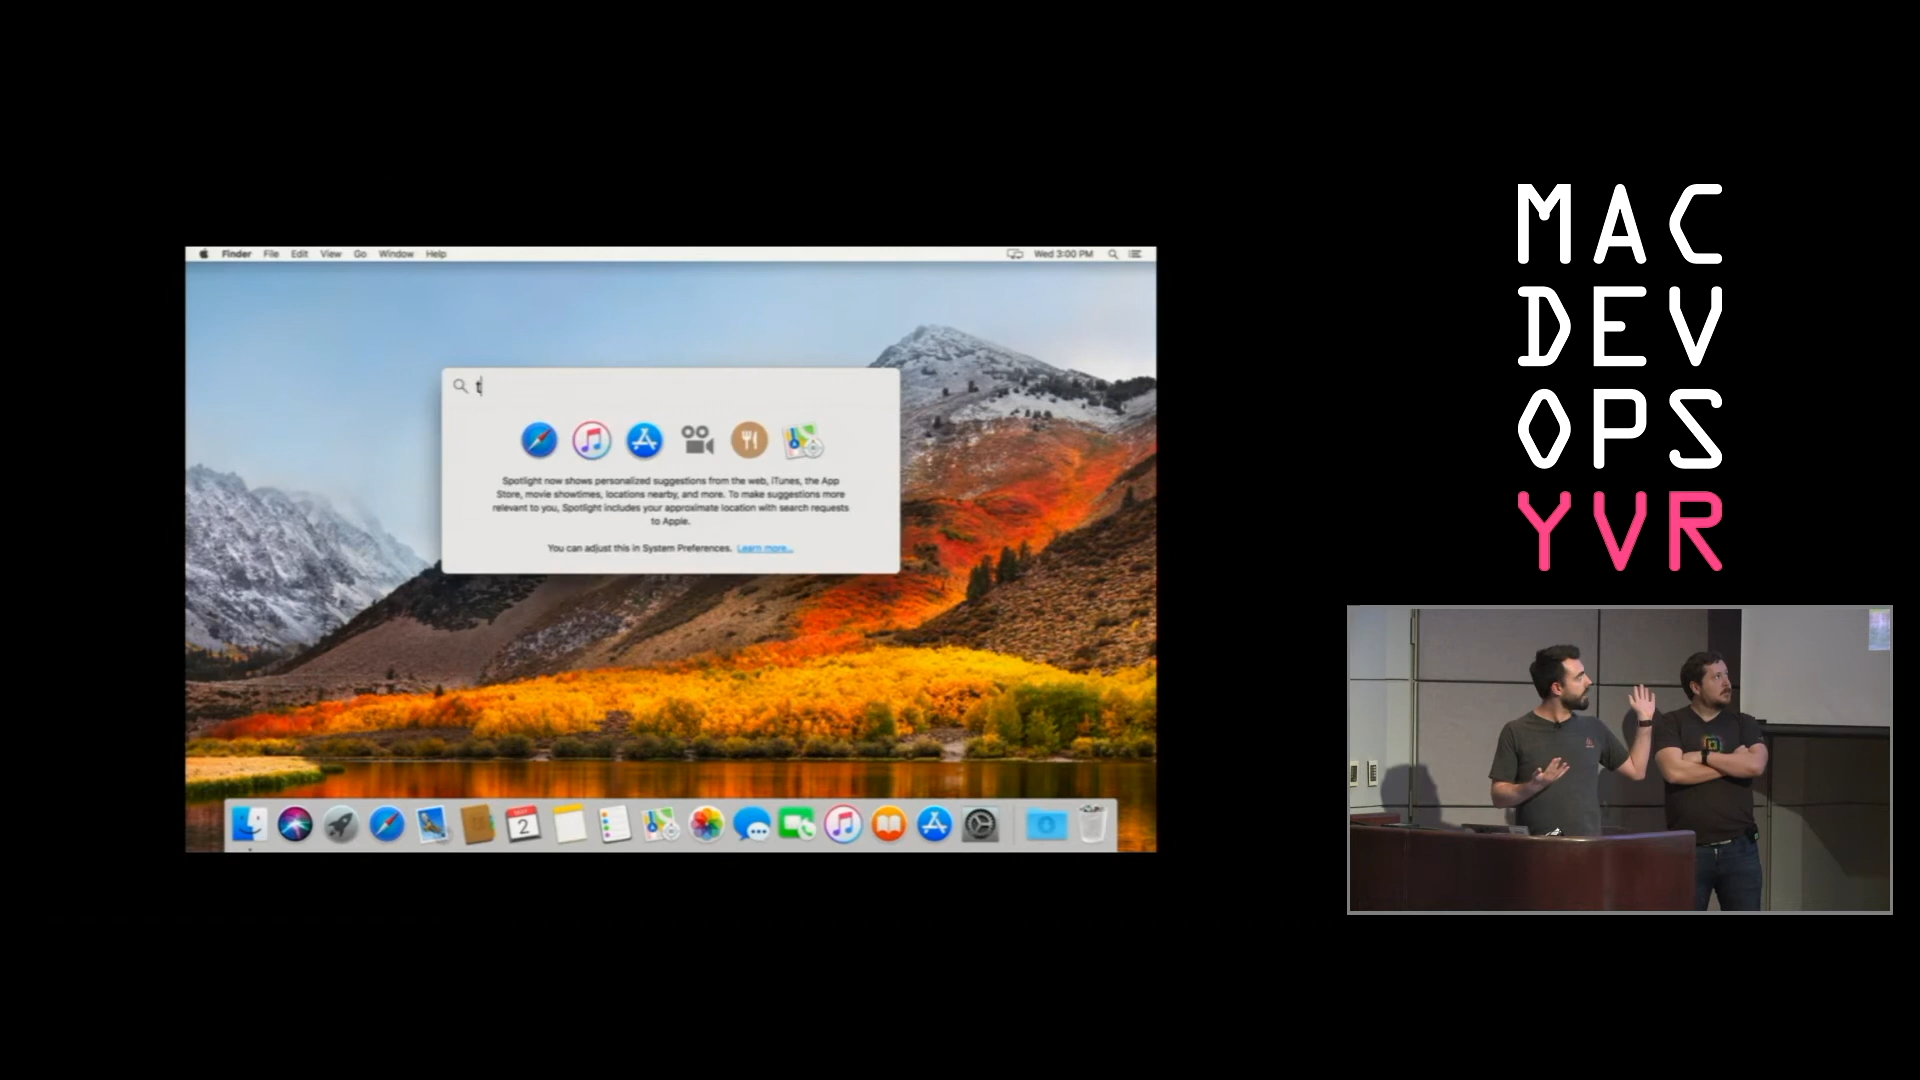 Finder File Edit View Go Window Help
Wed 3:00 PM
t
Spotlight now shows personalized suggestions from the web, iTunes, the App
Store, movie showtimes, locations nearby, and more. To make suggestions more
relevant to you, Spotlight includes your approximate location with search requests
to Apple.
You can adjust this in System Preferences. Learn more...
2
MAC
DEV
OPS
YVR